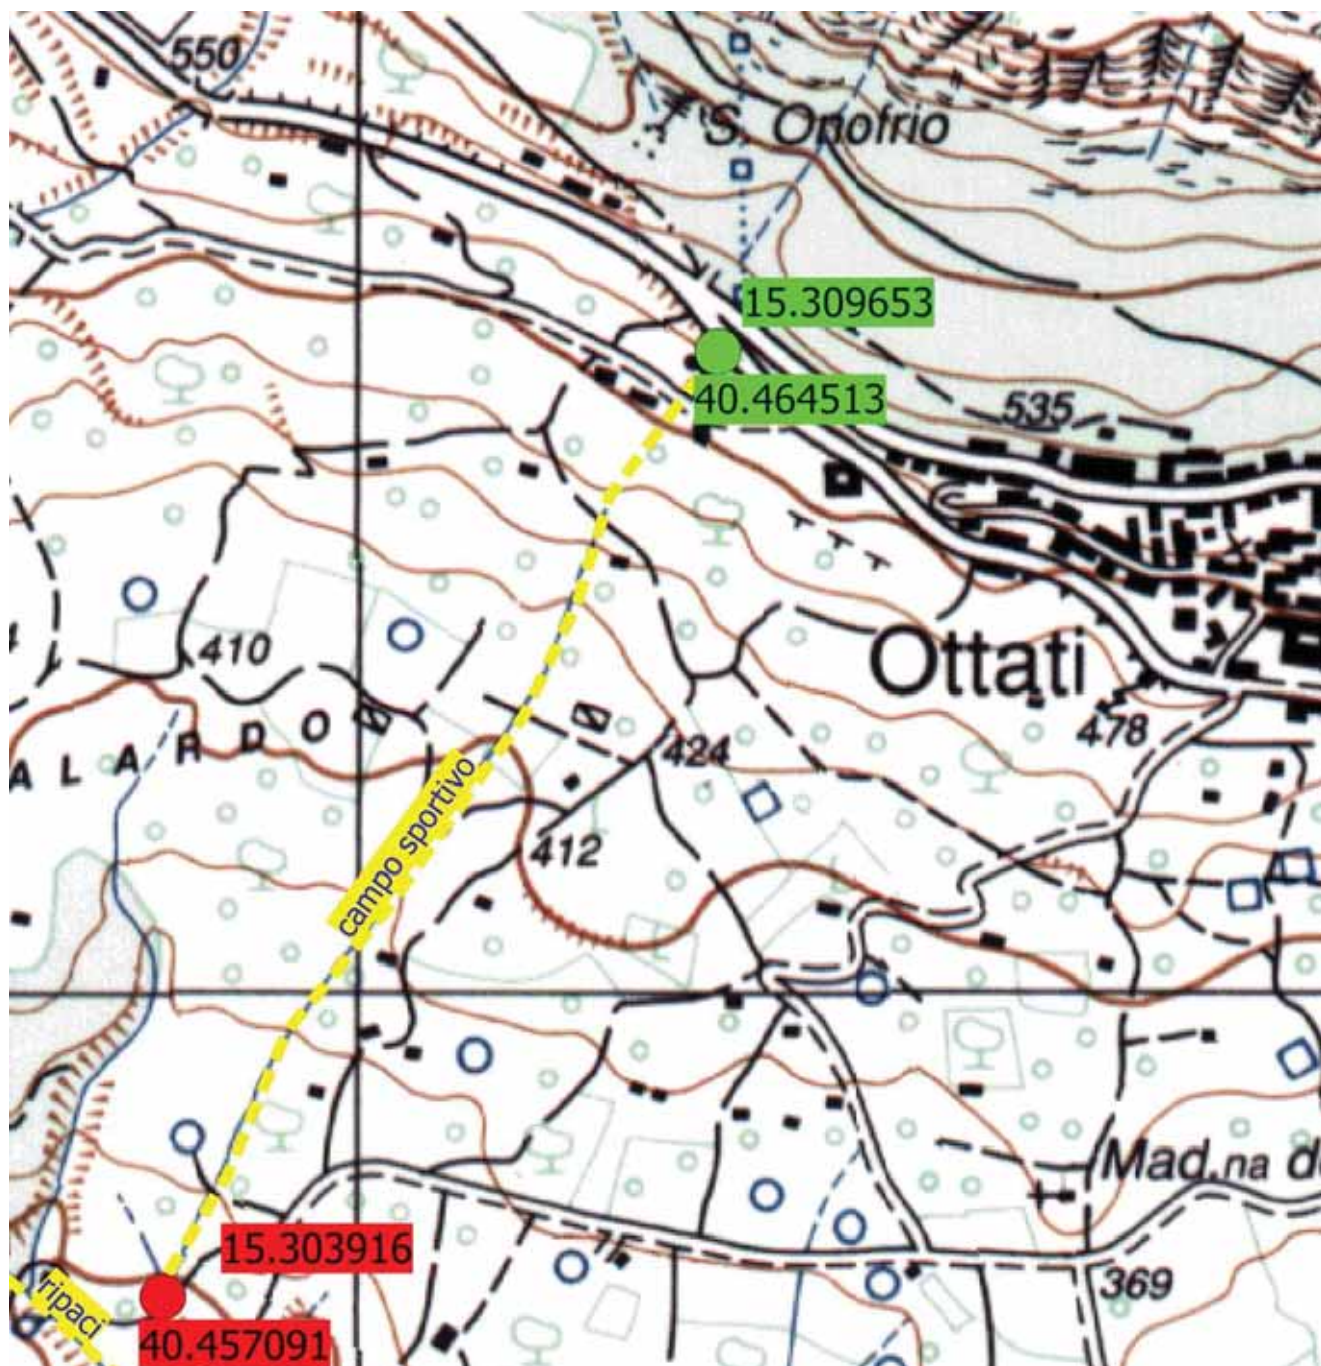 550
S. Onofrio
15.309653
40.464513
535
410
Ottati
ALARDO
424
478
campo sportivo
412
Mad.na d
15.303916
369
ripaci
40.457091